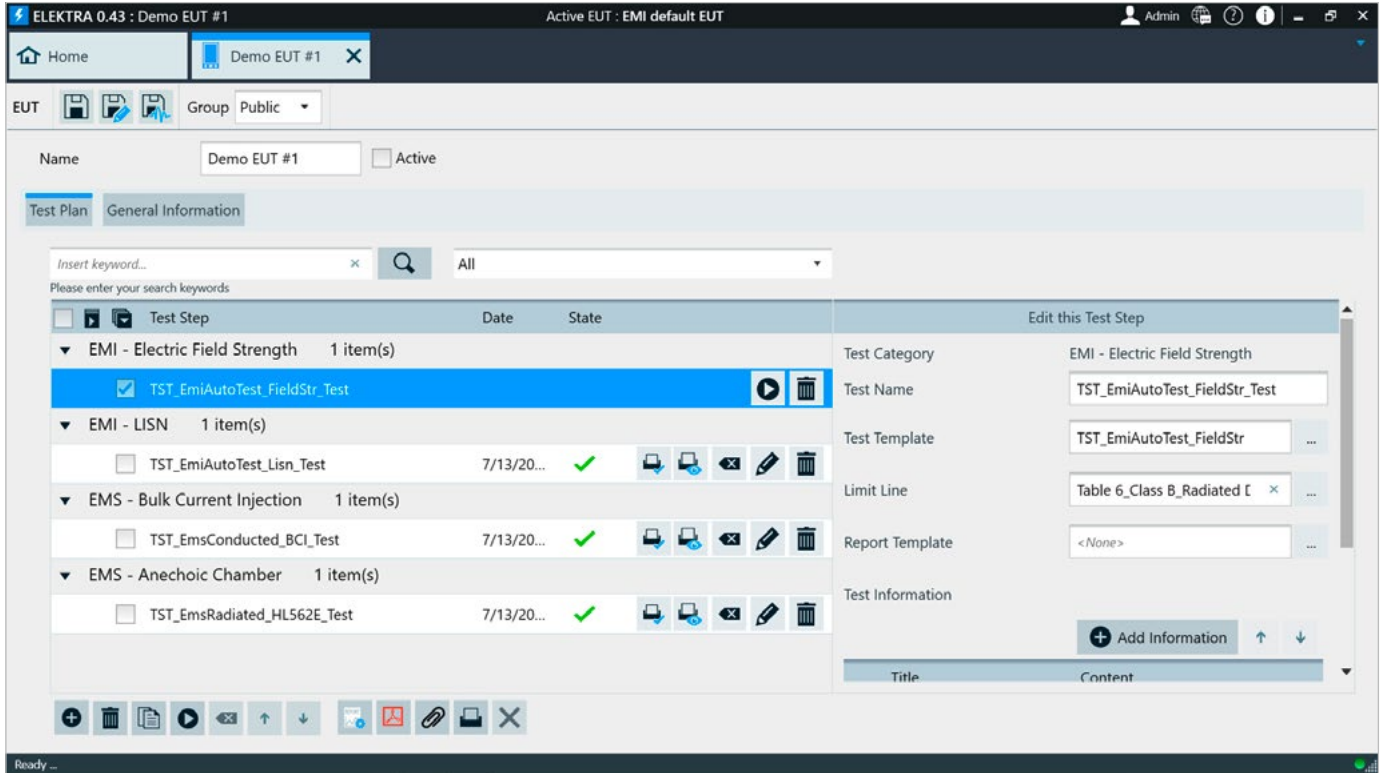 ELEKTRA 0.43 : Demo EUT #1 Active EUT : EMI default EUT Admin
Home Demo EUT #1
EUT Group Public
Name Demo EUT #1 Active
Test Plan General Information
Insert keyword... All
Please enter your search keywords
Test Step Date State Edit this Test Step
EMI - Electric Field Strength 1 item(s) Test Category EMI - Electric Field Strength
TST_EmiAutoTest_FieldStr_Test Test Name TST_EmiAutoTest_FieldStr_Test
EMI - LISN 1 item(s) Test Template TST_EmiAutoTest_FieldStr ...
TST_EmiAutoTest_Lisn_Test 7/13/20...
Limit Line Table 6_Class B_Radiated D ...
EMS - Bulk Current Injection 1 item(s)
TST_EmsConducted_BCI_Test 7/13/20... Report Template <None> ...
EMS - Anechoic Chamber 1 item(s)
Test Information
TST_EmsRadiated_HL562E_Test 7/13/20...
Add Information
Title Content
Ready ...